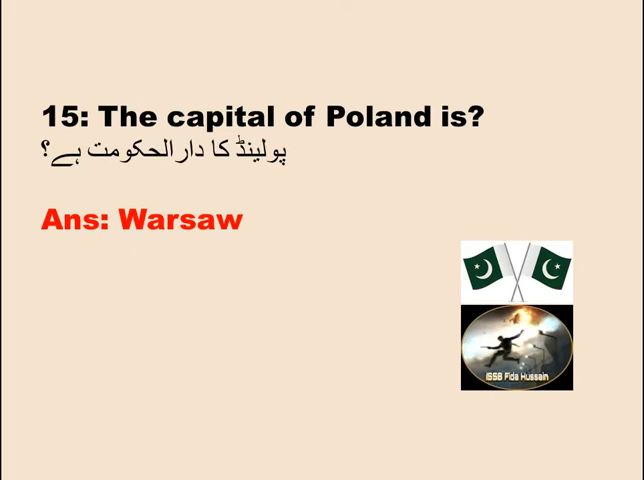 15: The capital of Poland is?
پولینڈ کا دارالحکومت ہے؟
Ans: Warsaw
ISSB Fida Hussain